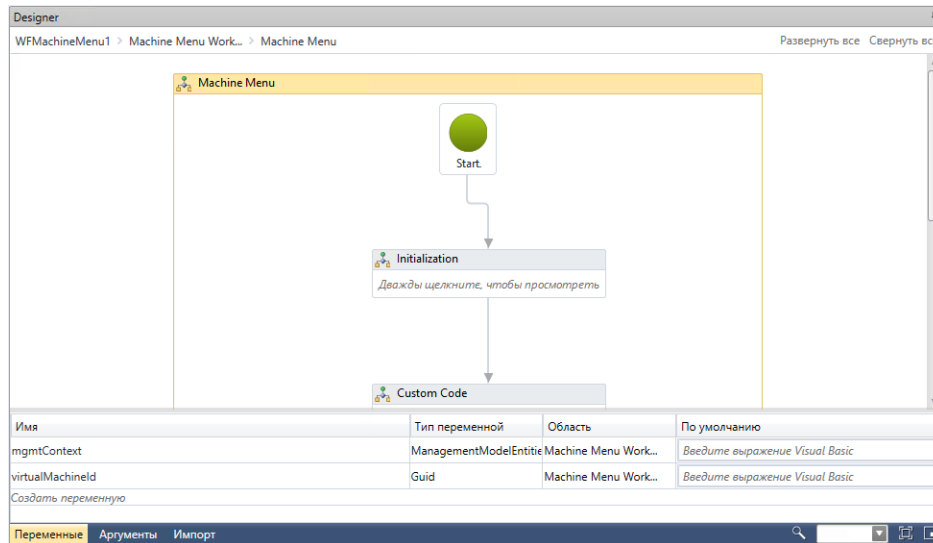 Designer
WFMachineMenu1 > Machine Menu Work... > Machine Menu Развернуть все Свернуть вс
Machine Menu
Start.
Initialization
Дважды щелкните, чтобы просмотреть
Custom Code
Имя Тип переменной Область По умолчанию
mgmtContext ManagementModelEntitie Machine Menu Work... Введите выражение Visual Basic
virtualMachineId Guid Machine Menu Work... Введите выражение Visual Basic
Создать переменную
Переменные Аргументы Импорт